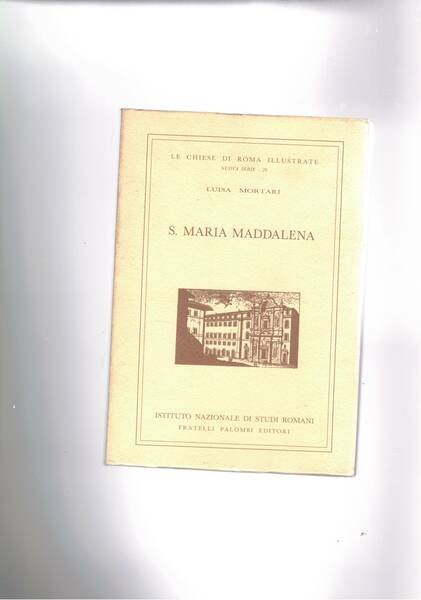 LE CHIESE DI ROMA ILLUSTRATE
NUOVA SERIE - 20
LUISA MORTARI
S. MARIA MADDALENA
ISTITUTO NAZIONALE DI STUDI ROMANI
FRATELLI PALOMBI EDITORI